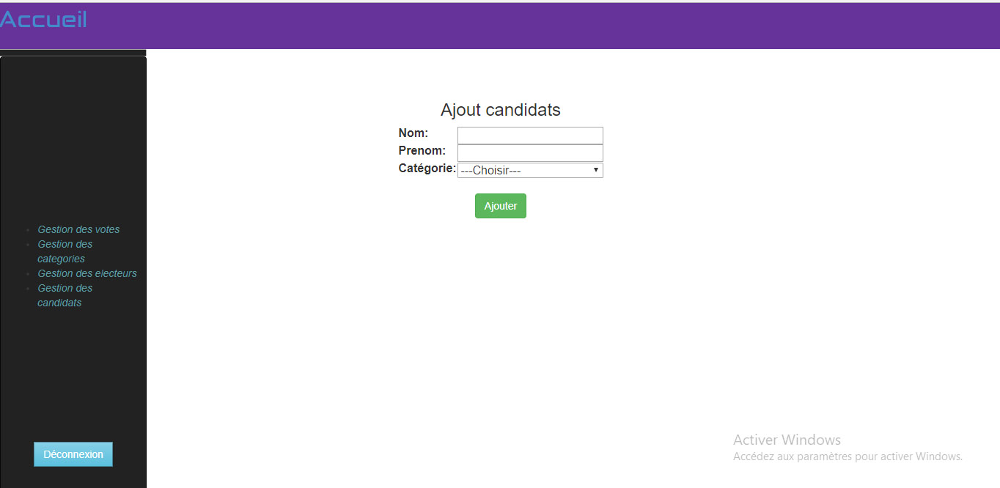 Accueil
Ajout candidats
Nom:
Prenom:
Catégorie: ---Choisir---
Ajouter
Gestion des votes
Gestion des
categories
Gestion des electeurs
Gestion des
candidats
Déconnexion
Activer Windows
Accédez aux paramètres pour activer Windows.